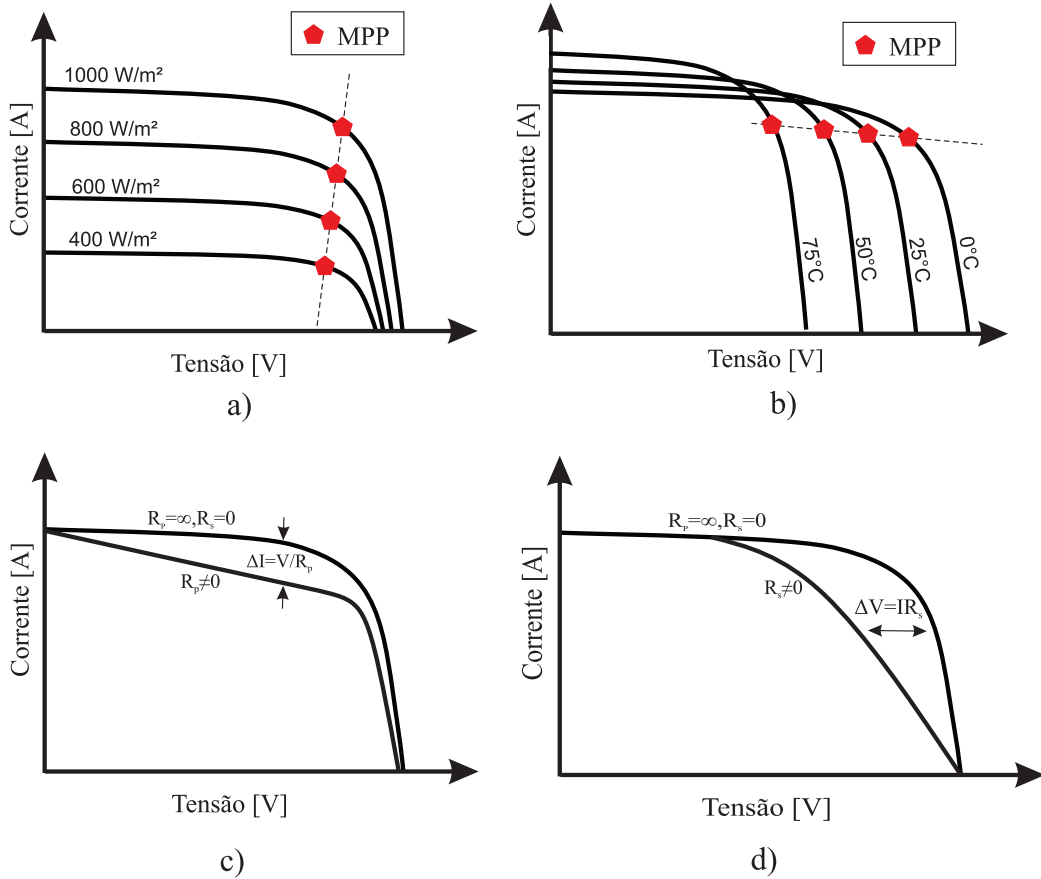 MPP
1000 W/m²
800 W/m²
600 W/m²
400 W/m²
Corrente [A]
Tensão [V]
a)
MPP
75°C
50°C
25°C
0°C
Corrente [A]
Tensão [V]
b)
Rₚ=∞,Rₛ=0
ΔI=V/Rₚ
Rₚ≠0
Corrente [A]
Tensão [V]
c)
Rₚ=∞,Rₛ=0
Rₛ≠0
ΔV=IRₛ
Corrente [A]
Tensão [V]
d)